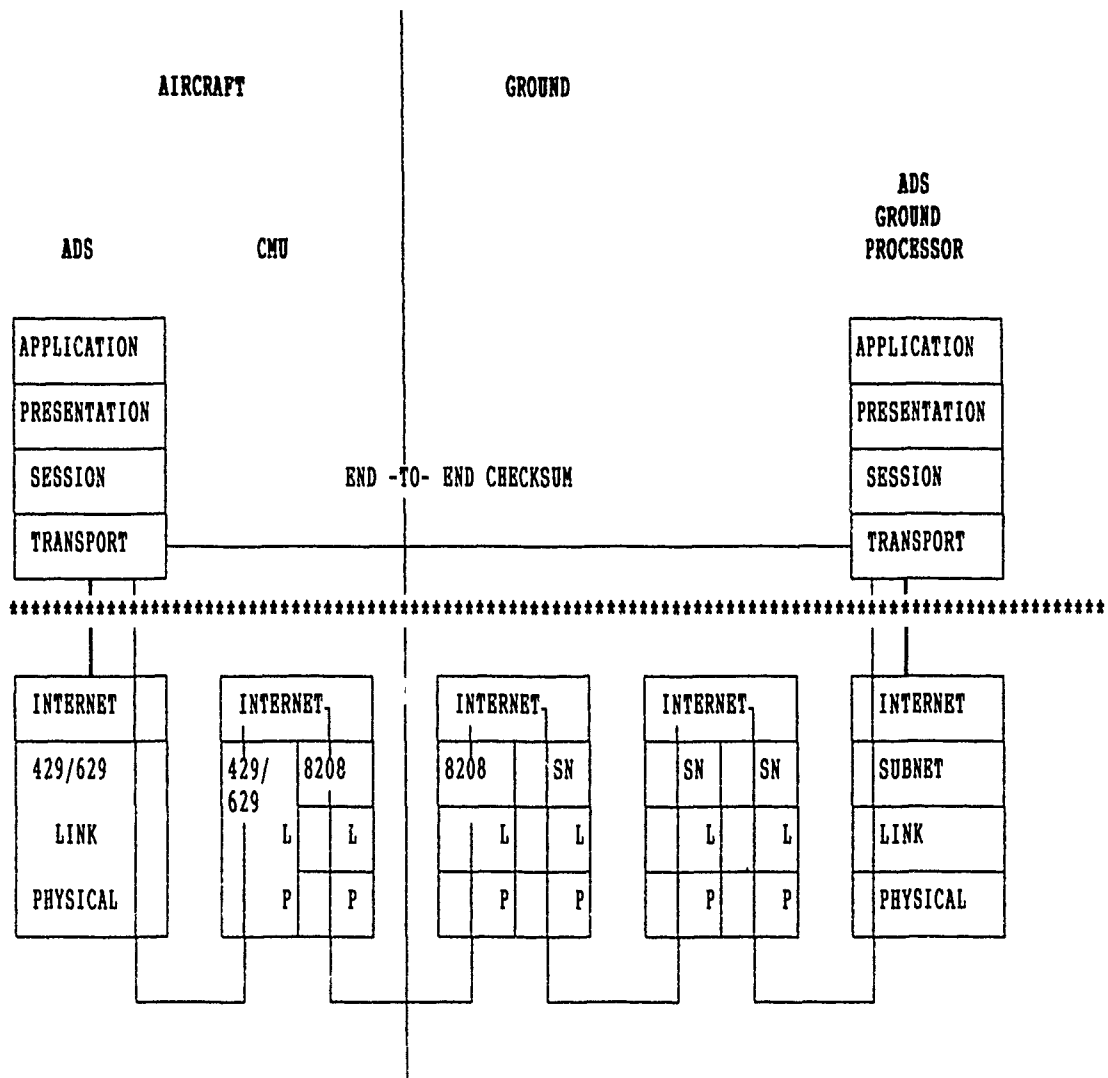 AIRCRAFT GROUND
ADS
GROUND
ADS CMU PROCESSOR
APPLICATION APPLICATION
PRESENTATION PRESENTATION
SESSION END -TO- END CHECKSUM SESSION
TRANSPORT TRANSPORT
INTERNET INTERNET INTERNET INTERNET INTERNET
429/629 429/ 8208 8208 SN SN SN SUBNET
629
LINK L L L L L L LINK
PHYSICAL P P P P P P PHYSICAL